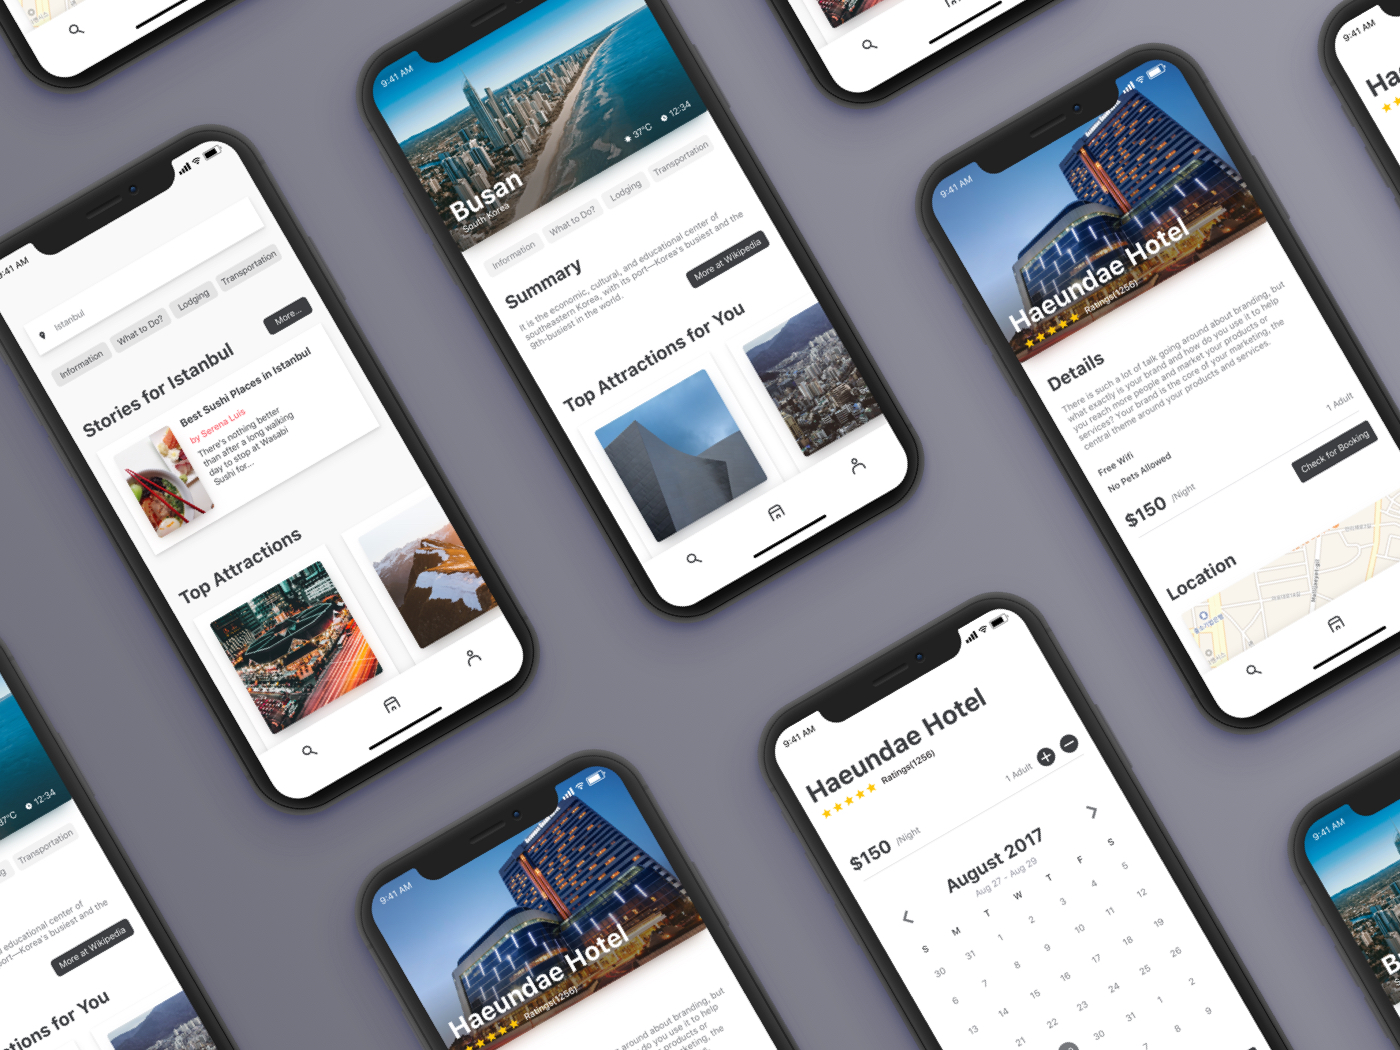 9:41 AM
Istanbul
Information
What to Do?
Lodging
Transportation
Stories for Istanbul
More...
Best Sushi Places in Istanbul
by Serena Luis
There's nothing better
than after a long walking
day to stop at Wasabi
Sushi for...
Top Attractions
9:41 AM
37°C
12:34
Busan
South Korea
Information
What to Do?
Lodging
Transportation
Summary
It is the economic, cultural, and educational center of
southeastern Korea, with its port—Korea's busiest and the
9th-busiest in the world.
More at Wikipedia
Top Attractions for You
9:41 AM
Haeundae Hotel
Ratings(1256)
Details
There is such a lot of talk going around about branding, but
what exactly is your brand and how do you use it to help
you reach more people and market your products or
services? Your brand is the core of your marketing, the
central theme around your products and services.
Free Wifi
No Pets Allowed
1 Adult
$150 /Night
Check for Booking
Location
9:41 AM
Hae
37°C
12:34
Transportation
educational center of
ort—Korea's busiest and the
More at Wikipedia
tions for You
9:41 AM
Haeundae Hotel
Ratings(1256)
around about branding, but
do you use it to help
products or
the
9:41 AM
Haeundae Hotel
Ratings(1256)
1 Adult
$150 /Night
August 2017
Aug 27 - Aug 29
S M T W T F S
30 31 1 2 3 4 5
6 7 8 9 10 11 12
13 14 15 16 17 18 19
21 22 23 24 25 26
30 31 1 2
7 8 9
9:41 AM
B